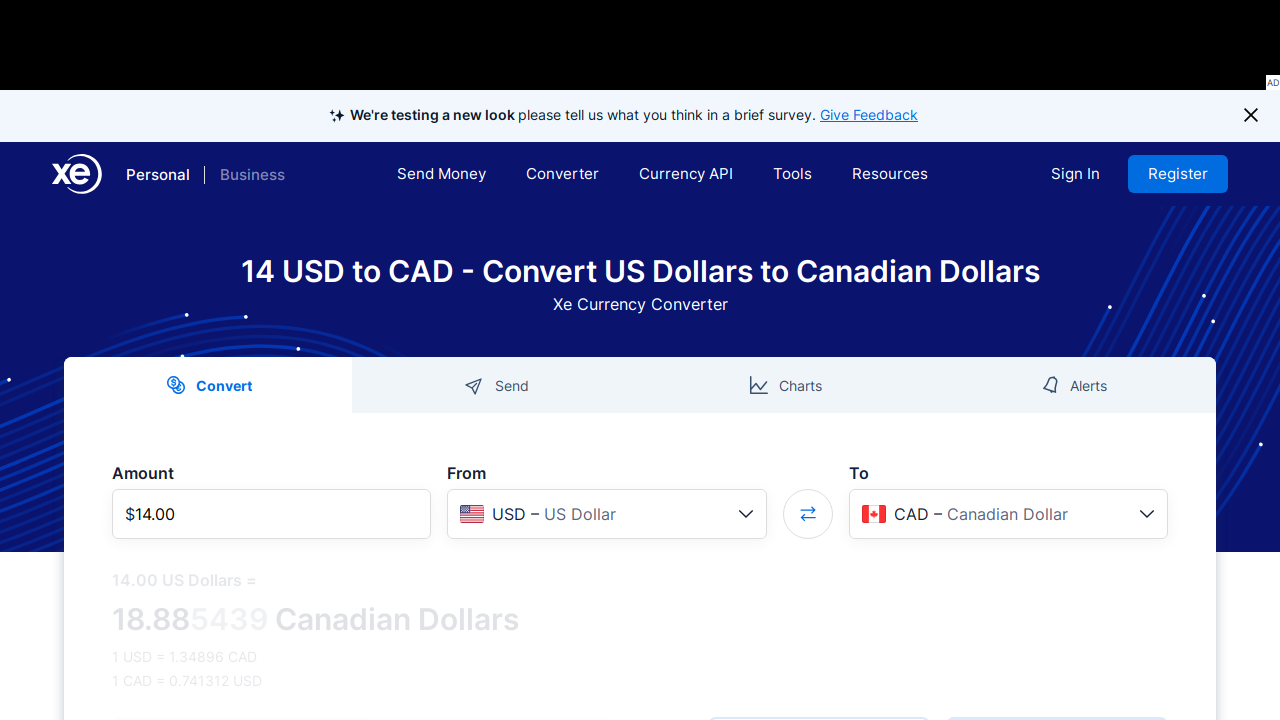 AD
We're testing a new look please tell us what you think in a brief survey. Give Feedback
xe Personal Business Send Money Converter Currency API Tools Resources Sign In Register
14 USD to CAD - Convert US Dollars to Canadian Dollars
Xe Currency Converter
Convert Send Charts Alerts
Amount From To
$14.00 USD – US Dollar CAD – Canadian Dollar
14.00 US Dollars =
18.885439 Canadian Dollars
1 USD = 1.34896 CAD
1 CAD = 0.741312 USD